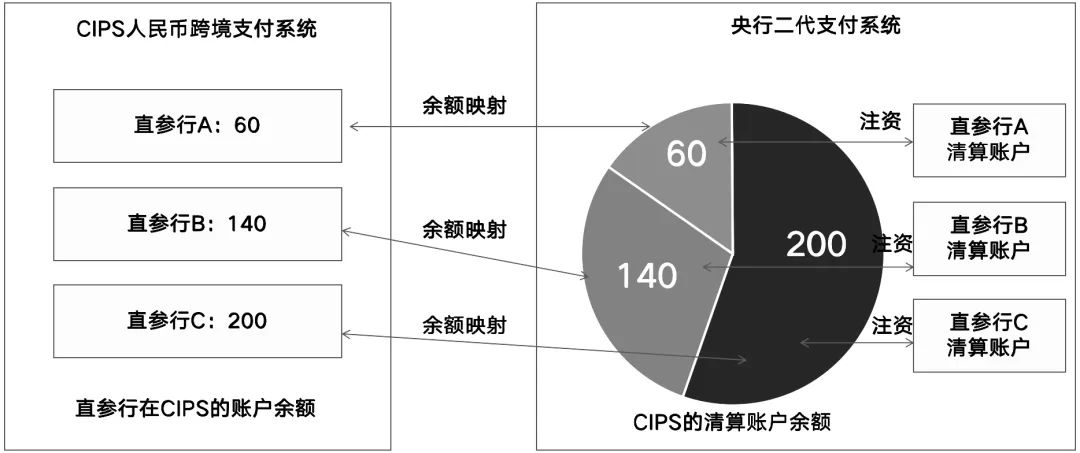 CIPS人民币跨境支付系统
直参行A：60
直参行B：140
直参行C：200
直参行在CIPS的账户余额
余额映射
余额映射
余额映射
央行二代支付系统
60
140
200
CIPS的清算账户余额
注资
直参行A
清算账户
注资
直参行B
清算账户
注资
直参行C
清算账户